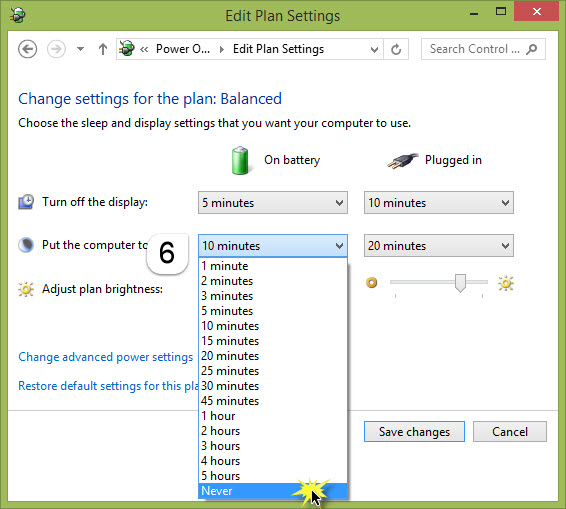 Edit Plan Settings
Power O... Edit Plan Settings Search Control ...
Change settings for the plan: Balanced
Choose the sleep and display settings that you want your computer to use.
On battery Plugged in
Turn off the display: 5 minutes 10 minutes
Put the computer to 6 10 minutes 20 minutes
1 minute
2 minutes
Adjust plan brightness: 3 minutes
5 minutes
10 minutes
15 minutes
Change advanced power settings 20 minutes
25 minutes
Restore default settings for this pla 30 minutes
45 minutes
1 hour
2 hours Save changes Cancel
3 hours
4 hours
5 hours
Never